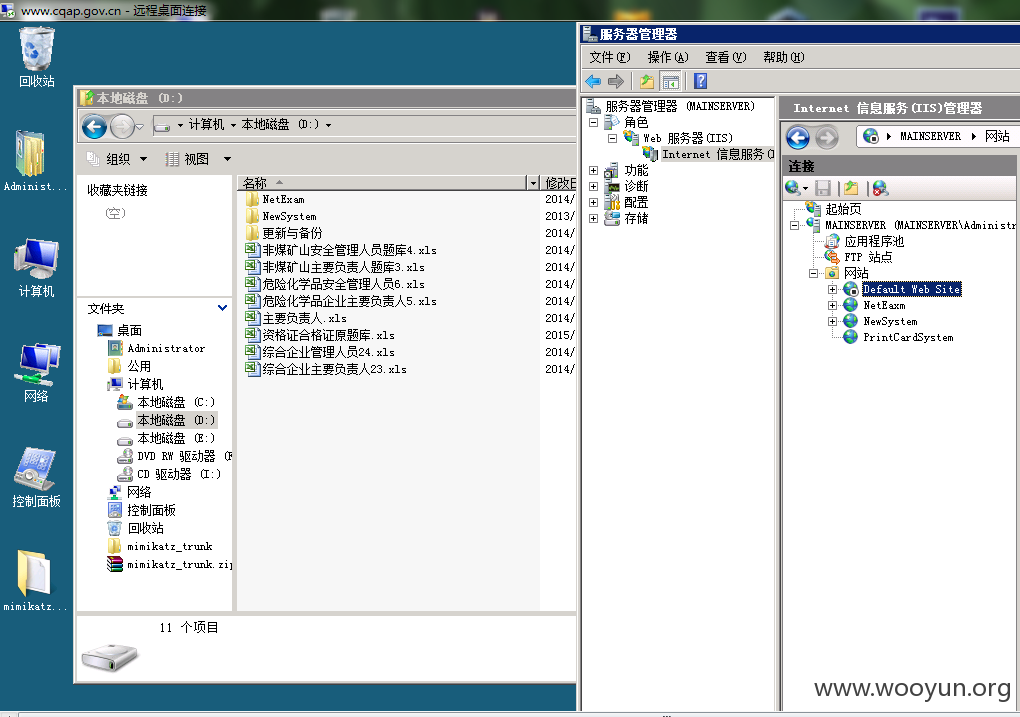 www.cqap.gov.cn - 远程桌面连接
回收站
Administ...
计算机
网络
控制面板
mimikatz...
本地磁盘 (D:)
计算机 本地磁盘 (D:)
组织 视图
收藏夹链接
(空)
文件夹
桌面
Administrator
公用
计算机
本地磁盘 (C:)
本地磁盘 (D:)
本地磁盘 (E:)
DVD RW 驱动器
CD 驱动器 (I:)
网络
控制面板
回收站
mimikatz_trunk
mimikatz_trunk.zip
名称 修改日
NetExam 2014/
NewSystem 2013/
更新与备份 2014/
非煤矿山安全管理人员题库4.xls 2014/
非煤矿山主要负责人题库3.xls 2014/
危险化学品安全管理人员6.xls 2014/
危险化学品企业主要负责人5.xls 2014/
主要负责人.xls 2014/
资格证合格证原题库.xls 2015/
综合企业管理人员24.xls 2014/
综合企业主要负责人23.xls 2014/
11 个项目
服务器管理器
文件(F) 操作(A) 查看(V) 帮助(H)
服务器管理器 (MAINSERVER)
角色
Web 服务器(IIS)
Internet 信息服务(I
功能
诊断
配置
存储
Internet 信息服务(IIS)管理器
MAINSERVER 网站
连接
起始页
MAINSERVER (MAINSERVER\Administr
应用程序池
FTP 站点
网站
Default Web Site
NetEaxm
NewSystem
PrintCardSystem
www.wooyun.org